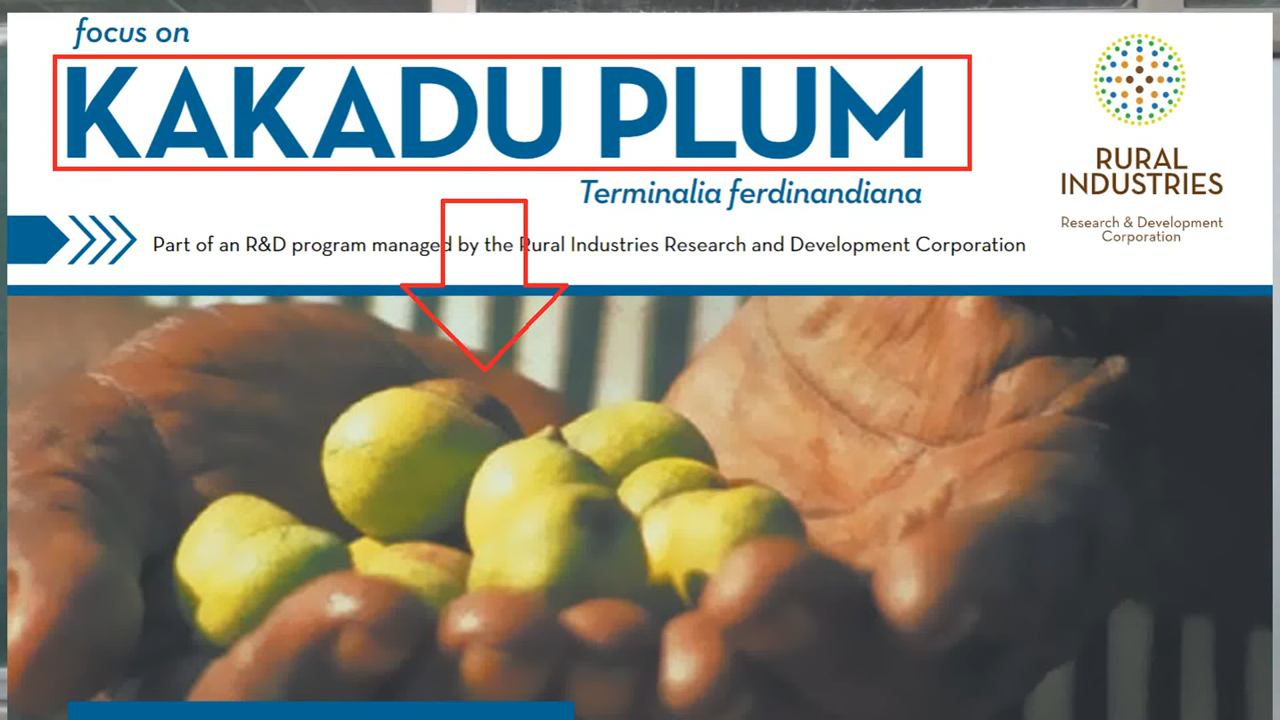 focus on
KAKADU PLUM
Terminalia ferdinandiana
Part of an R&D program managed by the Rural Industries Research and Development Corporation
RURAL
INDUSTRIES
Research & Development
Corporation